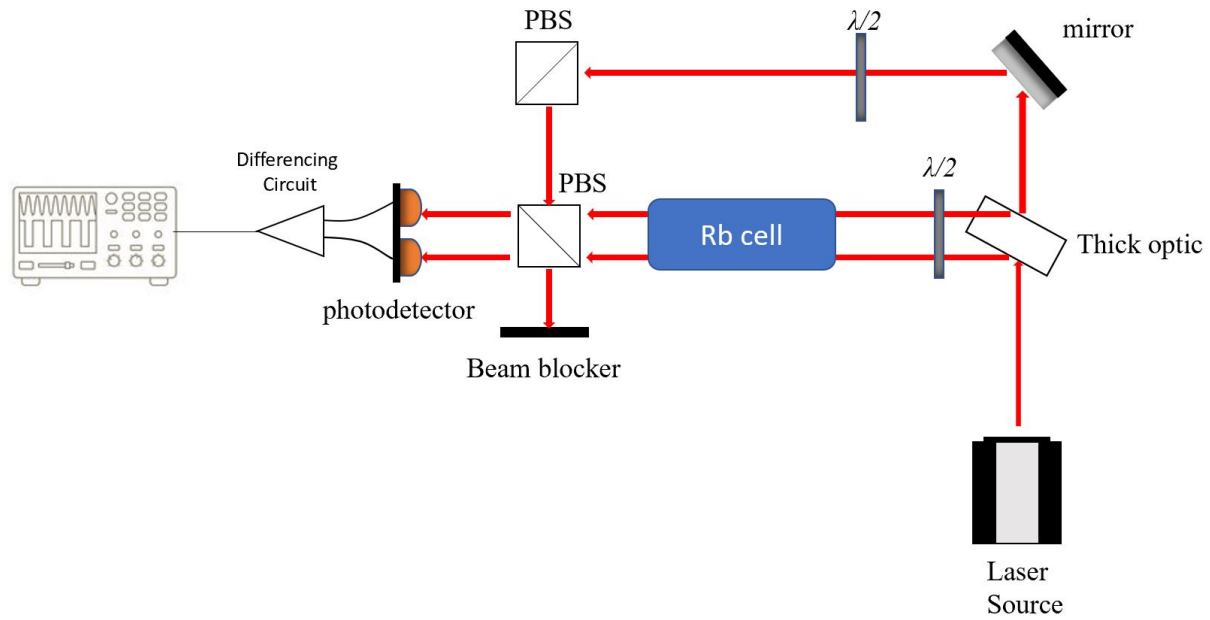 PBS
λ/2
mirror
Differencing
Circuit
PBS
λ/2
Rb cell
Thick optic
photodetector
Beam blocker
Laser
Source